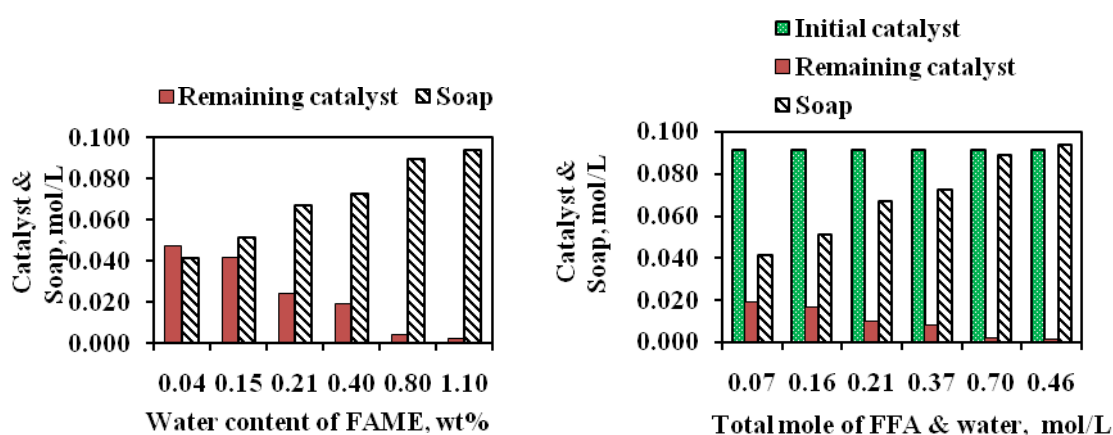 Remaining catalyst Soap
0.100
0.080
0.060
0.040
0.020
0.000
Catalyst &
Soap, mol/L
0.04 0.15 0.21 0.40 0.80 1.10
Water content of FAME, wt%
Initial catalyst
Remaining catalyst
Soap
0.100
0.080
0.060
0.040
0.020
0.000
Catalyst &
Soap, mol/L
0.07 0.16 0.21 0.37 0.70 0.46
Total mole of FFA & water, mol/L